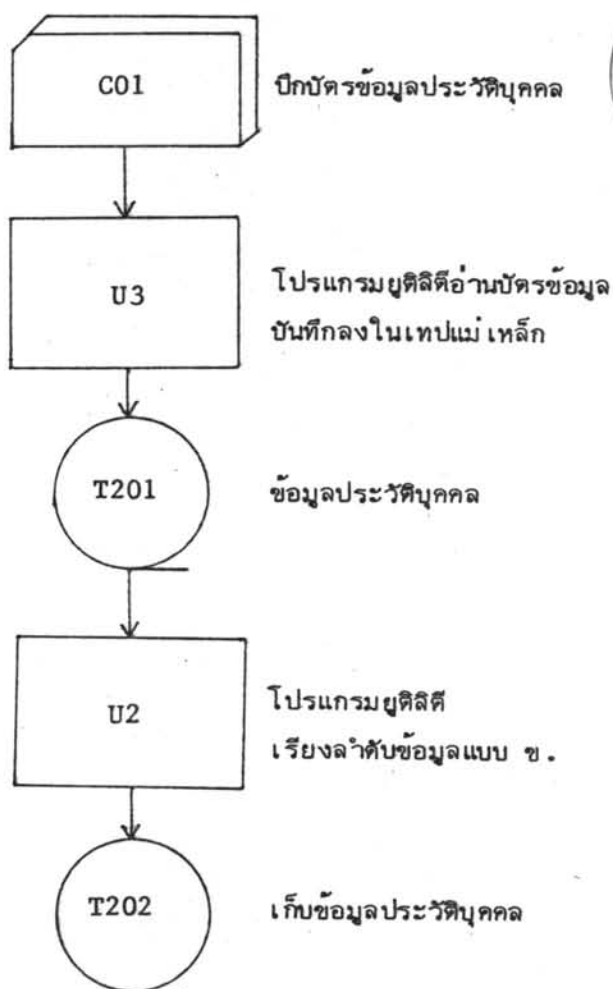 C01
ปึกบัตรข้อมูลประวัติบุคคล
U3
โปรแกรมยูติลิตีอ่านบัตรข้อมูล
บันทึกลงในเทปแม่เหล็ก
T201
ข้อมูลประวัติบุคคล
U2
โปรแกรมยูติลิตี
เรียงลำดับข้อมูลแบบ ข.
T202
เก็บข้อมูลประวัติบุคคล